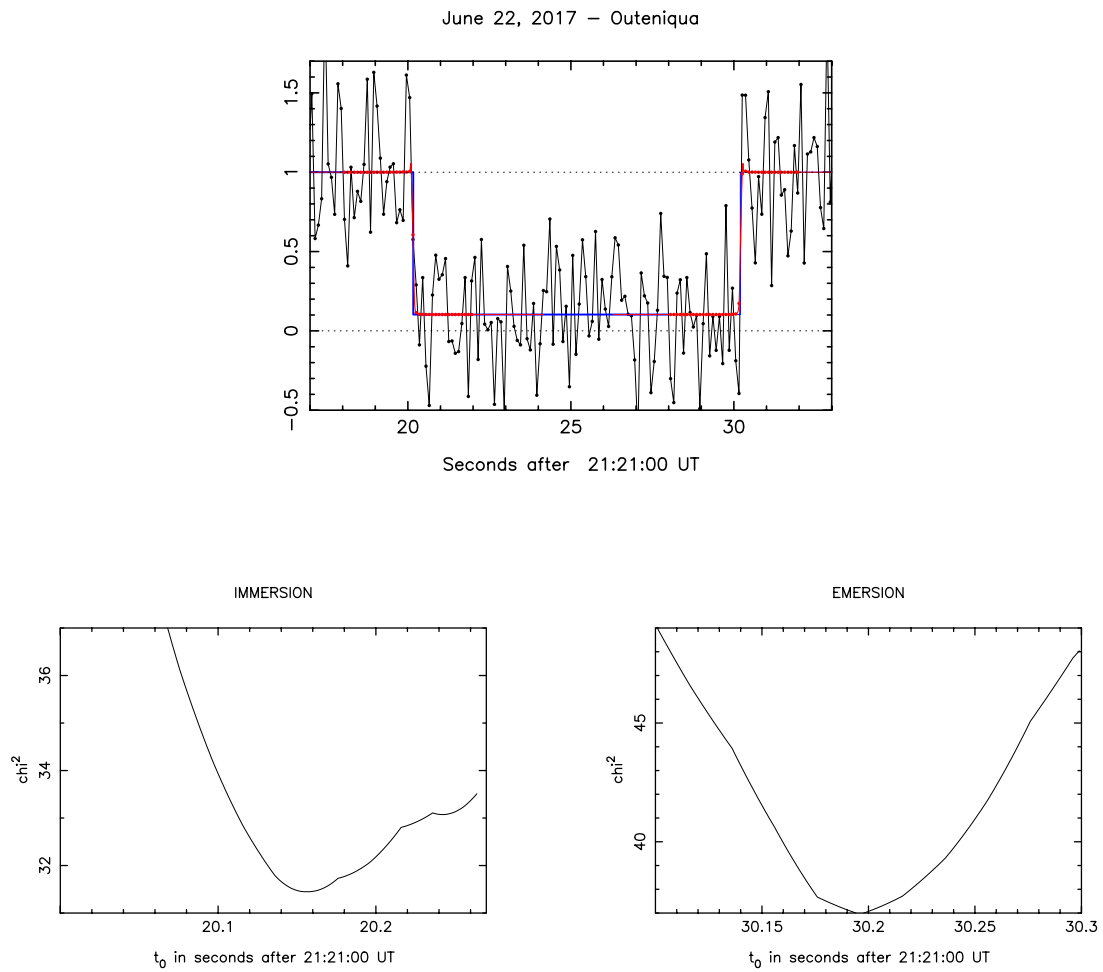 June 22, 2017 – Outeniqua
1.5
1
0.5
0
−0.5
20 25 30
Seconds after 21:21:00 UT
IMMERSION
EMERSION
36
34
32
chi²
20.1 20.2
t₀ in seconds after 21:21:00 UT
45
40
chi²
30.15 30.2 30.25 30.3
t₀ in seconds after 21:21:00 UT